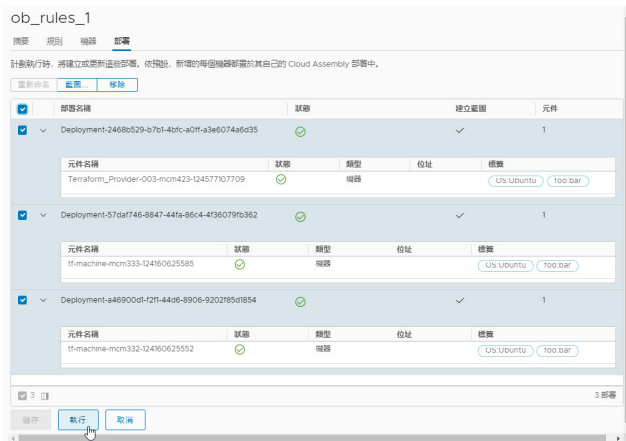 ob_rules_1
摘要 規則 機器 部署
計劃執行時，將建立或更新這些部署。依預設，新增的每個機器都置於其自己的 Cloud Assembly 部署中。
重新命名 藍圖... 移除
部署名稱 狀態 建立藍圖 元件
Deployment-2468b529-b7b1-4bfc-a0ff-a3e6074a6d35 1
元件名稱 狀態 類型 位址 標籤
Terraform_Provider-003-mcm423-124577107709 機器 OS:Ubuntu foo:bar
Deployment-57daf746-8847-44fa-86c4-4f36079fb362 1
元件名稱 狀態 類型 位址 標籤
tf-machine-mcm333-124160625585 機器 OS:Ubuntu foo:bar
Deployment-a46900d1-f2f1-44d6-8906-9202f85d1854 1
元件名稱 狀態 類型 位址 標籤
tf-machine-mcm332-124160625552 機器 OS:Ubuntu foo:bar
3 3 部署
儲存 執行 取消